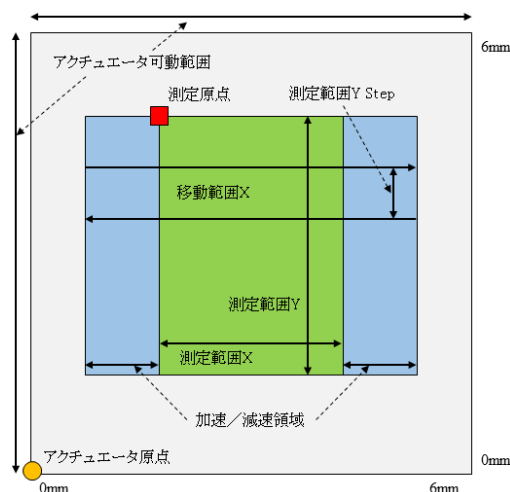 6mm
アクチュエータ可動範囲
測定原点
測定範囲Y Step
移動範囲X
測定範囲Y
測定範囲X
加速／減速領域
アクチュエータ原点
0mm
0mm
6mm